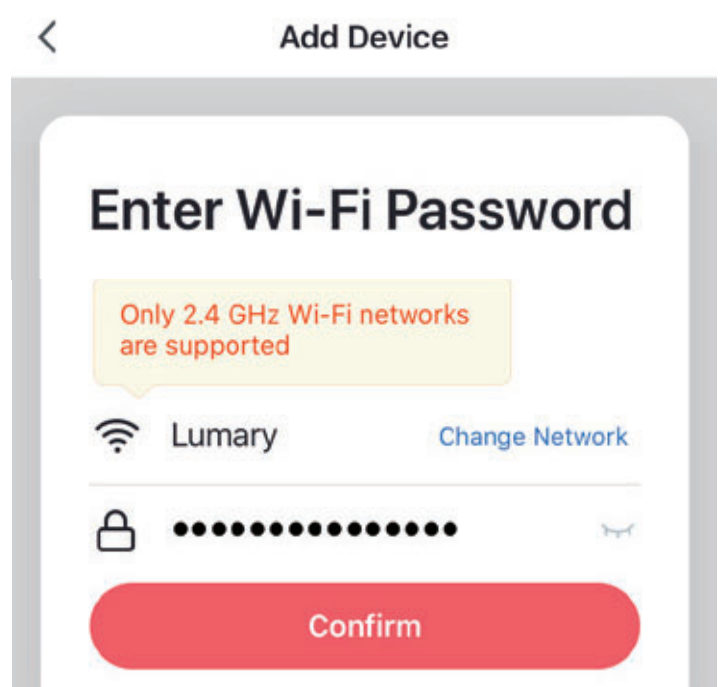 Add Device
Enter Wi-Fi Password
Only 2.4 GHz Wi-Fi networks
are supported
Lumary
Change Network
●●●●●●●●●●●●●●●
Confirm